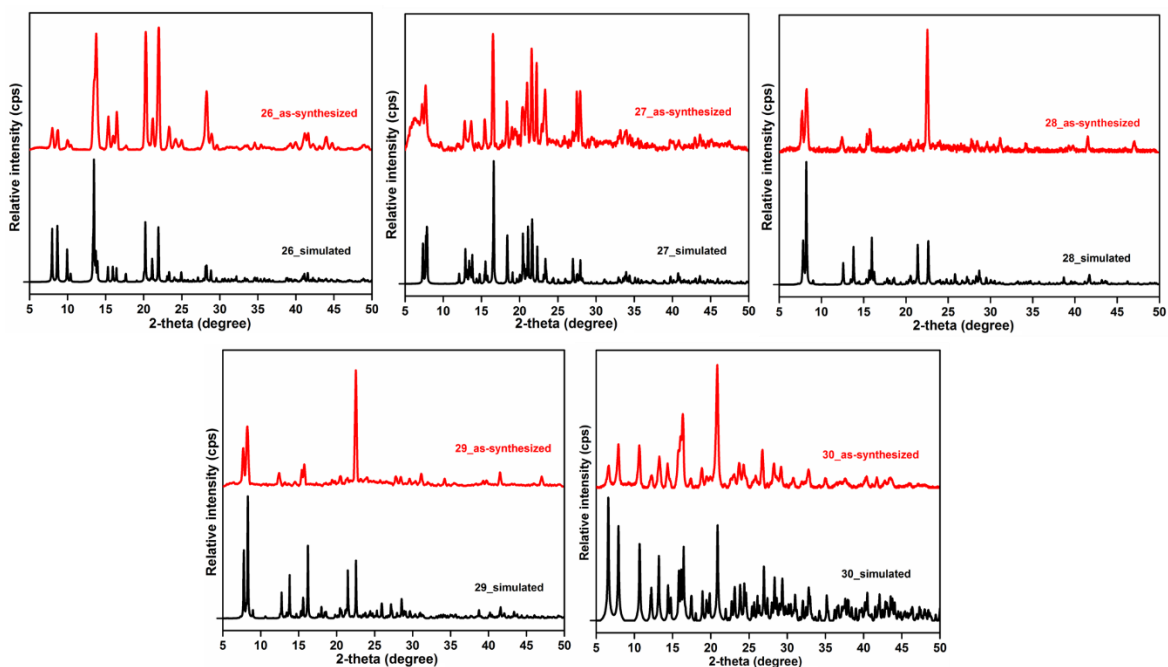 Relative intensity (cps)
26_as-synthesized
26_simulated
5 10 15 20 25 30 35 40 45 50
2-theta (degree)
Relative intensity (cps)
27_as-synthesized
27_simulated
5 10 15 20 25 30 35 40 45 50
2-theta (degree)
Relative intensity (cps)
28_as-synthesized
28_simulated
5 10 15 20 25 30 35 40 45 50
2-theta (degree)
Relative intensity (cps)
29_as-synthesized
29_simulated
5 10 15 20 25 30 35 40 45 50
2-theta (degree)
Relative intensity (cps)
30_as-synthesized
30_simulated
5 10 15 20 25 30 35 40 45 50
2-theta (degree)